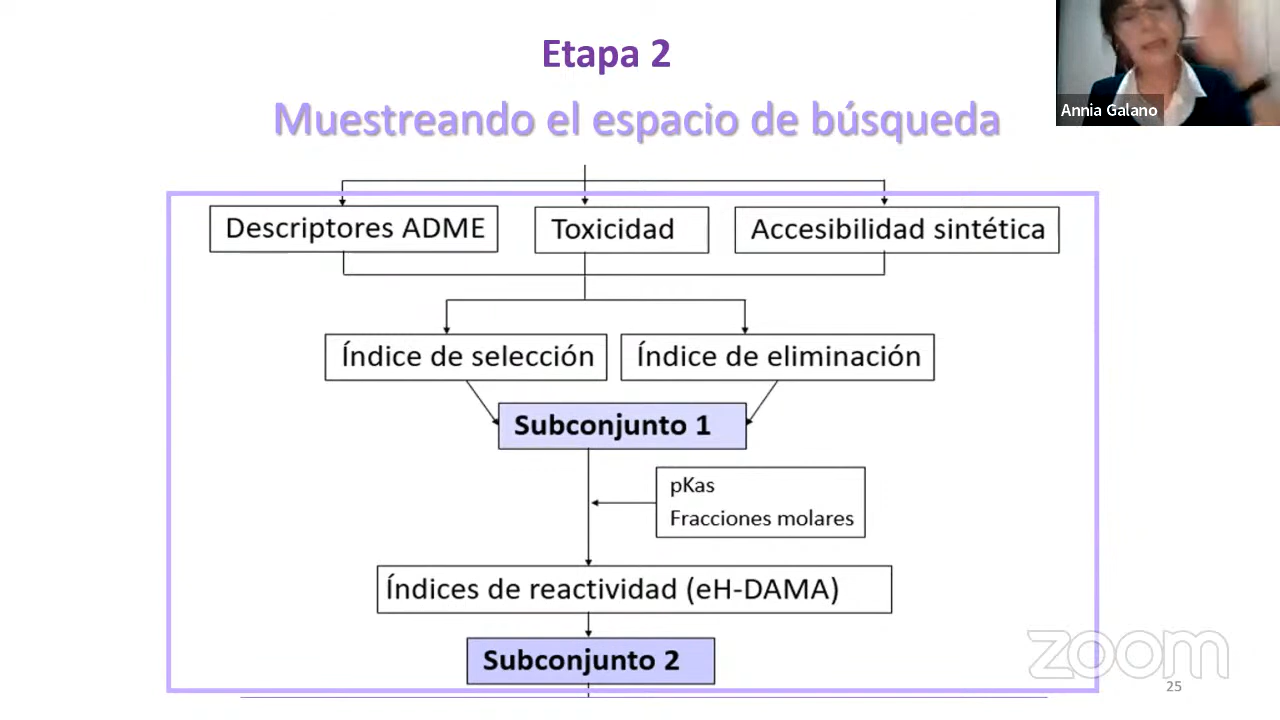 Etapa 2
Muestreando el espacio de búsqueda
Annia Galano
Descriptores ADME
Toxicidad
Accesibilidad sintética
Índice de selección
Índice de eliminación
Subconjunto 1
pKas
Fracciones molares
Índices de reactividad (eH-DAMA)
Subconjunto 2
zoom
25